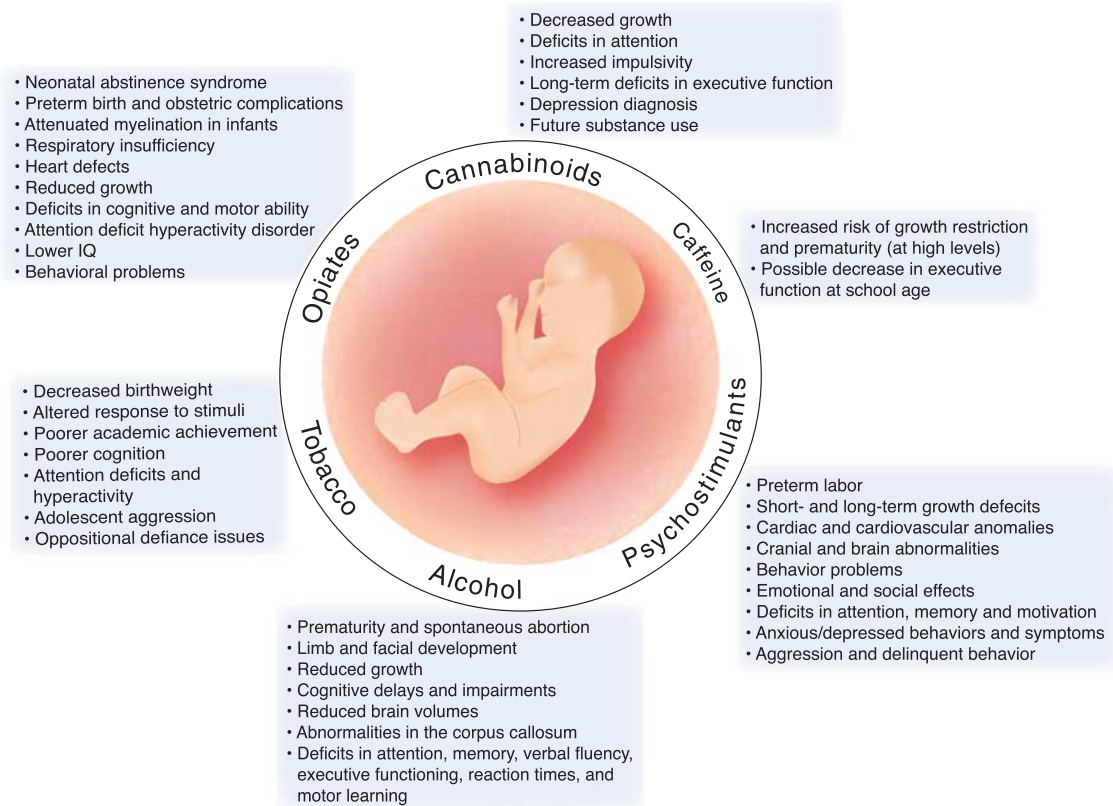 • Decreased growth
• Deficits in attention
• Increased impulsivity
• Long-term deficits in executive function
• Depression diagnosis
• Future substance use
• Neonatal abstinence syndrome
• Preterm birth and obstetric complications
• Attenuated myelination in infants
• Respiratory insufficiency
• Heart defects
• Reduced growth
• Deficits in cognitive and motor ability
• Attention deficit hyperactivity disorder
• Lower IQ
• Behavioral problems
Cannabinoids
Caffeine
Opiates
• Increased risk of growth restriction
and prematurity (at high levels)
• Possible decrease in executive
function at school age
• Decreased birthweight
• Altered response to stimuli
• Poorer academic achievement
• Poorer cognition
• Attention deficits and
hyperactivity
• Adolescent aggression
• Oppositional defiance issues
Tobacco
Psychostimulants
Alcohol
• Preterm labor
• Short- and long-term growth defecits
• Cardiac and cardiovascular anomalies
• Cranial and brain abnormalities
• Behavior problems
• Emotional and social effects
• Deficits in attention, memory and motivation
• Anxious/depressed behaviors and symptoms
• Aggression and delinquent behavior
• Prematurity and spontaneous abortion
• Limb and facial development
• Reduced growth
• Cognitive delays and impairments
• Reduced brain volumes
• Abnormalities in the corpus callosum
• Deficits in attention, memory, verbal fluency,
executive functioning, reaction times, and
motor learning